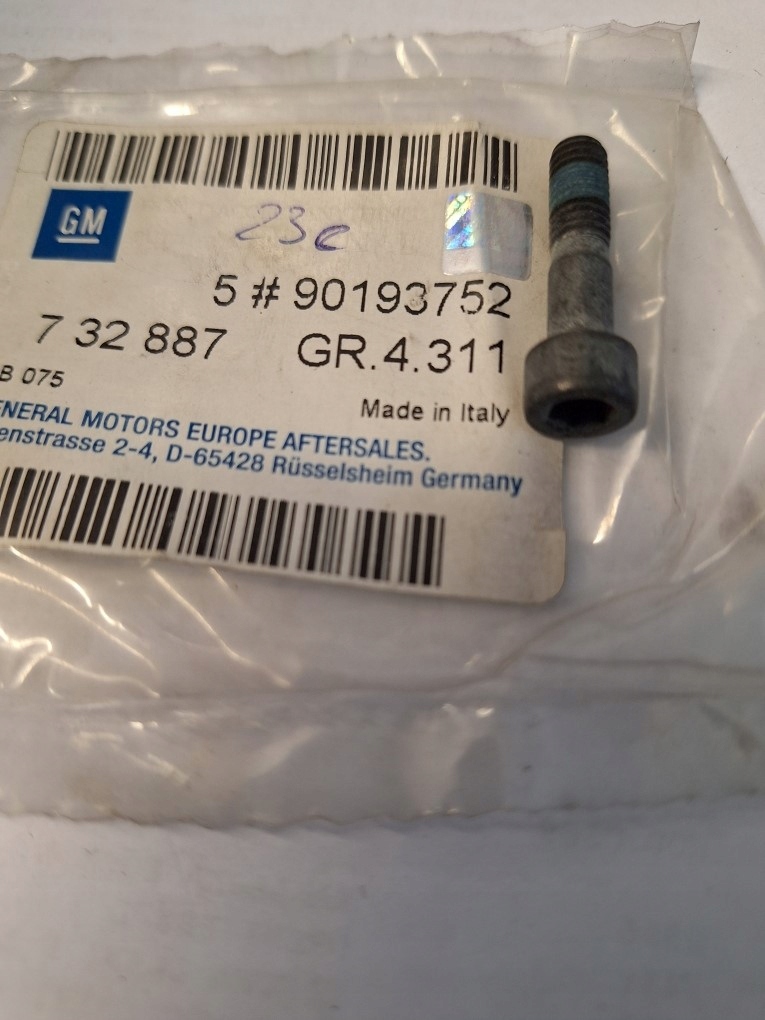 GM
23e
5 # 90193752
7 32 887 GR.4.311
B 075
Made in Italy
ENERAL MOTORS EUROPE AFTERSALES.
enstrasse 2-4, D-65428 Rüsselsheim Germany